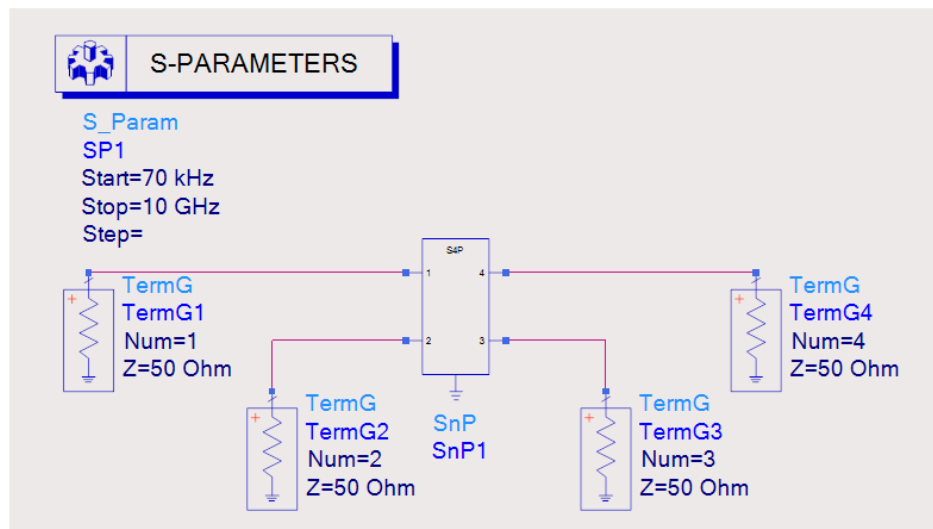 S-PARAMETERS
S_Param
SP1
Start=70 kHz
Stop=10 GHz
Step=
S4P
1
4
2
3
+
TermG
TermG1
Num=1
Z=50 Ohm
+
TermG
TermG4
Num=4
Z=50 Ohm
+
TermG
TermG2
Num=2
Z=50 Ohm
SnP
SnP1
+
TermG
TermG3
Num=3
Z=50 Ohm